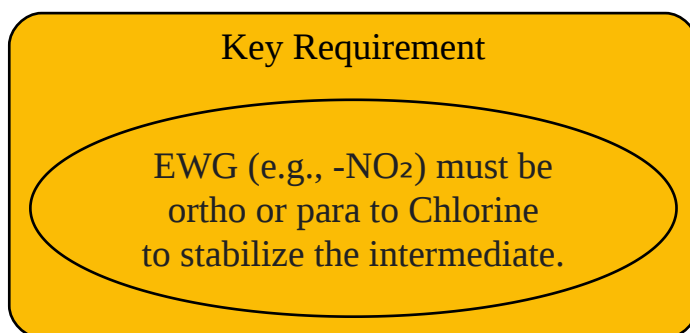 Key Requirement
EWG (e.g., -NO₂) must be
ortho or para to Chlorine
to stabilize the intermediate.